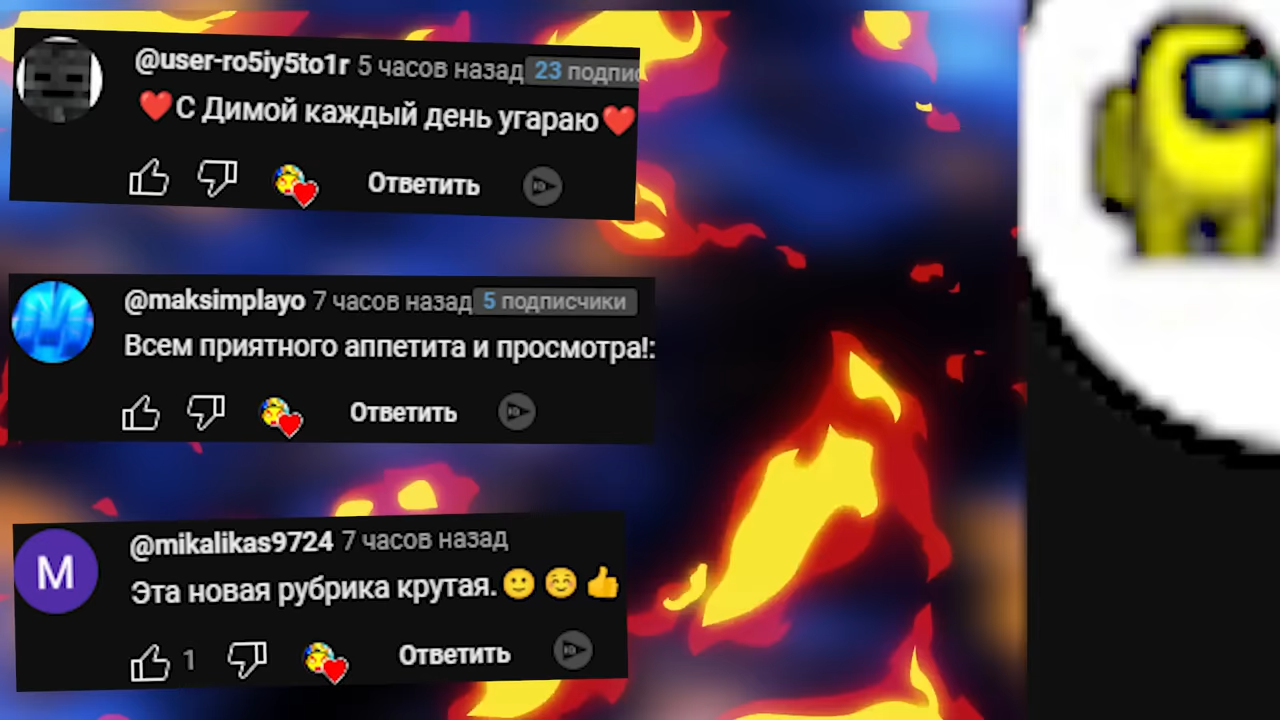 @user-ro5iy5to1r 5 часов назад 23
❤️С Димой каждый день угараю❤️
Ответить
@maksimplayo 7 часов назад 5 подписчики
Всем приятного аппетита и просмотра!:
Ответить
M
@mikalikas9724 7 часов назад
Эта новая рубрика крутая.🙂☺️👍
1
Ответить